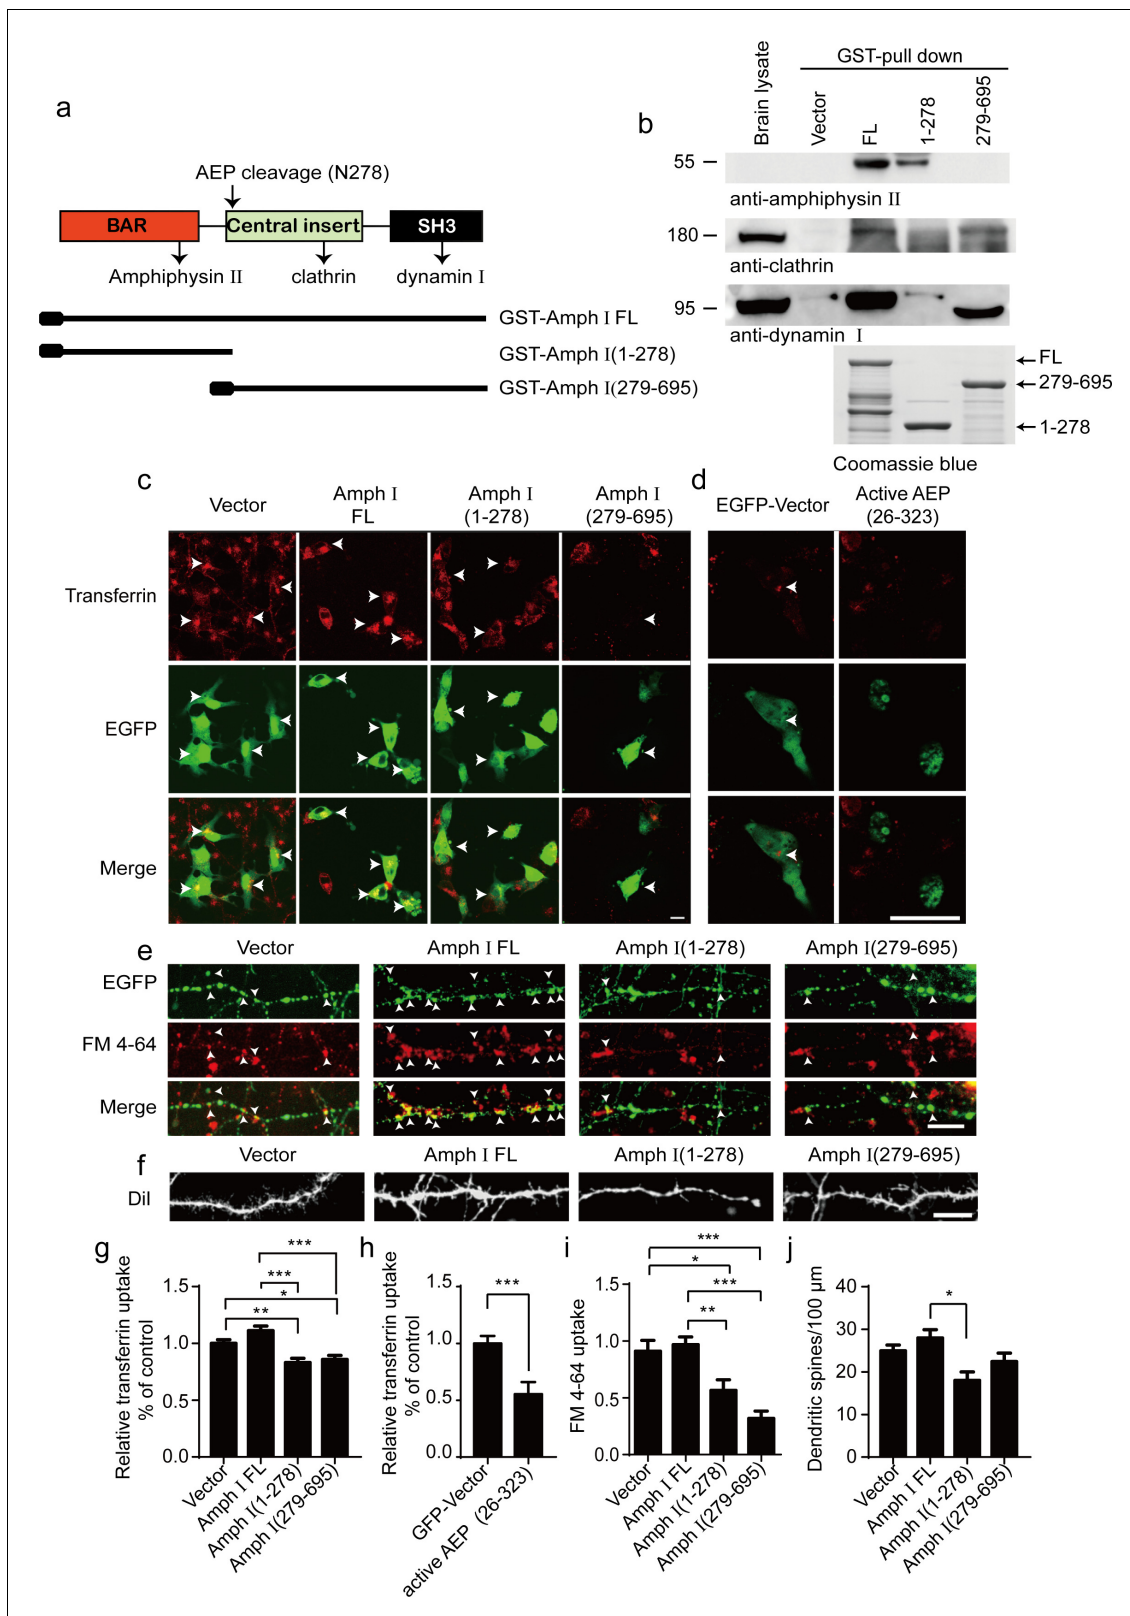 a
AEP cleavage (N278)
BAR
Central insert
SH3
Amphiphysin II
clathrin
dynamin I
GST-Amph I FL
GST-Amph I(1-278)
GST-Amph I(279-695)
b
GST-pull down
Brain lysate
Vector
FL
1-278
279-695
55
anti-amphiphysin II
180
anti-clathrin
95
anti-dynamin I
FL
279-695
1-278
Coomassie blue
c
Vector
Amph I
FL
Amph I
(1-278)
Amph I
(279-695)
Transferrin
EGFP
Merge
d
EGFP-Vector
Active AEP
(26-323)
e
Vector
Amph I FL
Amph I(1-278)
Amph I(279-695)
EGFP
FM 4-64
Merge
f
Vector
Amph I FL
Amph I(1-278)
Amph I(279-695)
Dil
g
Relative transferrin uptake
% of control
1.5
1.0
0.5
0.0
***
***
*
**
Vector
Amph I FL
Amph I(1-278)
Amph I(279-695)
h
Relative transferrin uptake
% of control
1.5
1.0
0.5
0.0
***
GFP-Vector
active AEP (26-323)
i
FM 4-64 uptake
1.5
1.0
0.5
0.0
***
*
***
**
Vector
Amph I FL
Amph I(1-278)
Amph I(279-695)
j
Dendritic spines/100 µm
40
30
20
10
0
*
Vector
Amph I FL
Amph I(1-278)
Amph I(279-695)